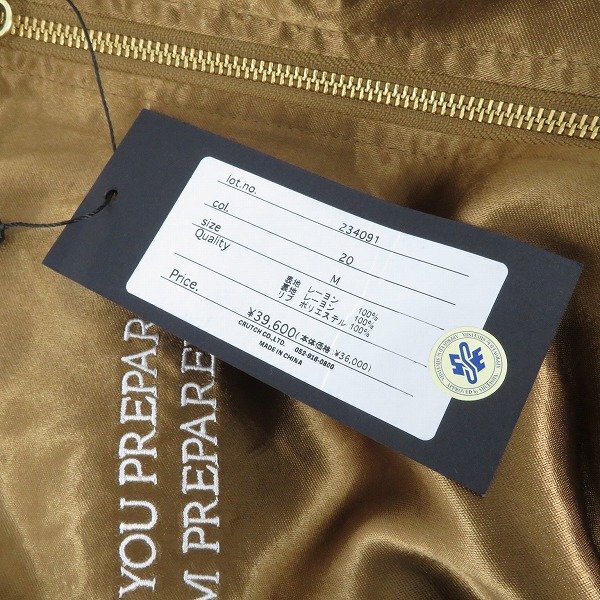 lot.no.
234091
col.
20
size
M
Quality
表地 レーヨン 100%
裏地 レーヨン 100%
リブ ポリエステル 100%
Price.
¥39,600(本体価格 ¥36,000)
CRUTCH CO.,LTD. 052-918-0800
MADE IN CHINA
YOU PREPAR
M PREPARE